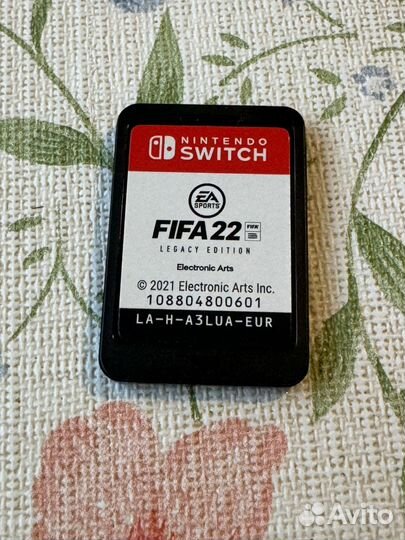 NINTENDO
SWITCH
EA
SPORTS
FIFA 22
LEGACY EDITION
Electronic Arts
© 2021 Electronic Arts Inc.
108804800601
LA-H-A3LUA-EUR
Avito